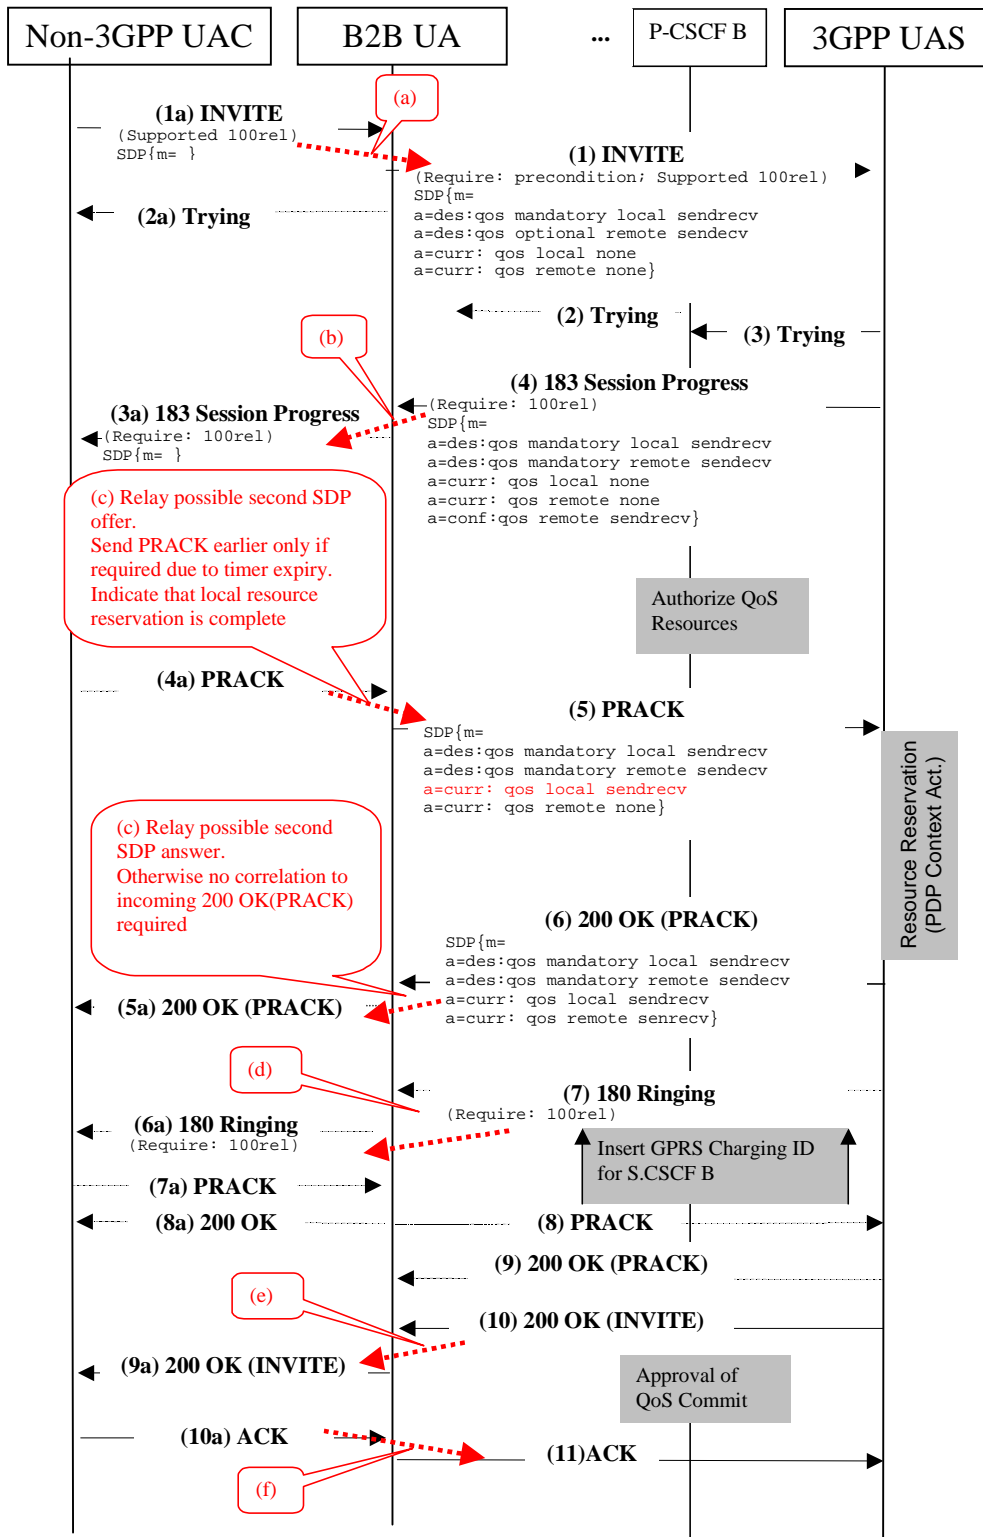 Non-3GPP UAC
B2B UA
...
P-CSCF B
3GPP UAS
(a)
(1a) INVITE
(Supported 100rel)
SDP{m= }
(1) INVITE
(Require: precondition; Supported 100rel)
SDP{m=
a=des:qos mandatory local sendrecv
a=des:qos optional remote sendecv
a=curr: qos local none
a=curr: qos remote none}
(2a) Trying
(2) Trying
(3) Trying
(b)
(4) 183 Session Progress
(Require: 100rel)
SDP{m=
a=des:qos mandatory local sendrecv
a=des:qos mandatory remote sendecv
a=curr: qos local none
a=curr: qos remote none
a=conf:qos remote sendrecv}
(3a) 183 Session Progress
(Require: 100rel)
SDP{m= }
(c) Relay possible second SDP
offer.
Send PRACK earlier only if
required due to timer expiry.
Indicate that local resource
reservation is complete
Authorize QoS
Resources
(4a) PRACK
(5) PRACK
SDP{m=
a=des:qos mandatory local sendrecv
a=des:qos mandatory remote sendecv
a=curr: qos local sendrecv
a=curr: qos remote none}
Resource Reservation
(PDP Context Act.)
(c) Relay possible second
SDP answer.
Otherwise no correlation to
incoming 200 OK(PRACK)
required
(6) 200 OK (PRACK)
SDP{m=
a=des:qos mandatory local sendrecv
a=des:qos mandatory remote sendecv
a=curr: qos local sendrecv
a=curr: qos remote senrecv}
(5a) 200 OK (PRACK)
(d)
(7) 180 Ringing
(Require: 100rel)
(6a) 180 Ringing
(Require: 100rel)
Insert GPRS Charging ID
for S.CSCF B
(7a) PRACK
(8a) 200 OK
(8) PRACK
(9) 200 OK (PRACK)
(e)
(10) 200 OK (INVITE)
(9a) 200 OK (INVITE)
Approval of
QoS Commit
(10a) ACK
(11)ACK
(f)